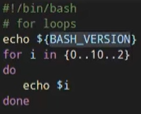 #!/bin/bash
# for loops
echo ${BASH_VERSION}
for i in {0..10..2}
do
echo $i
done